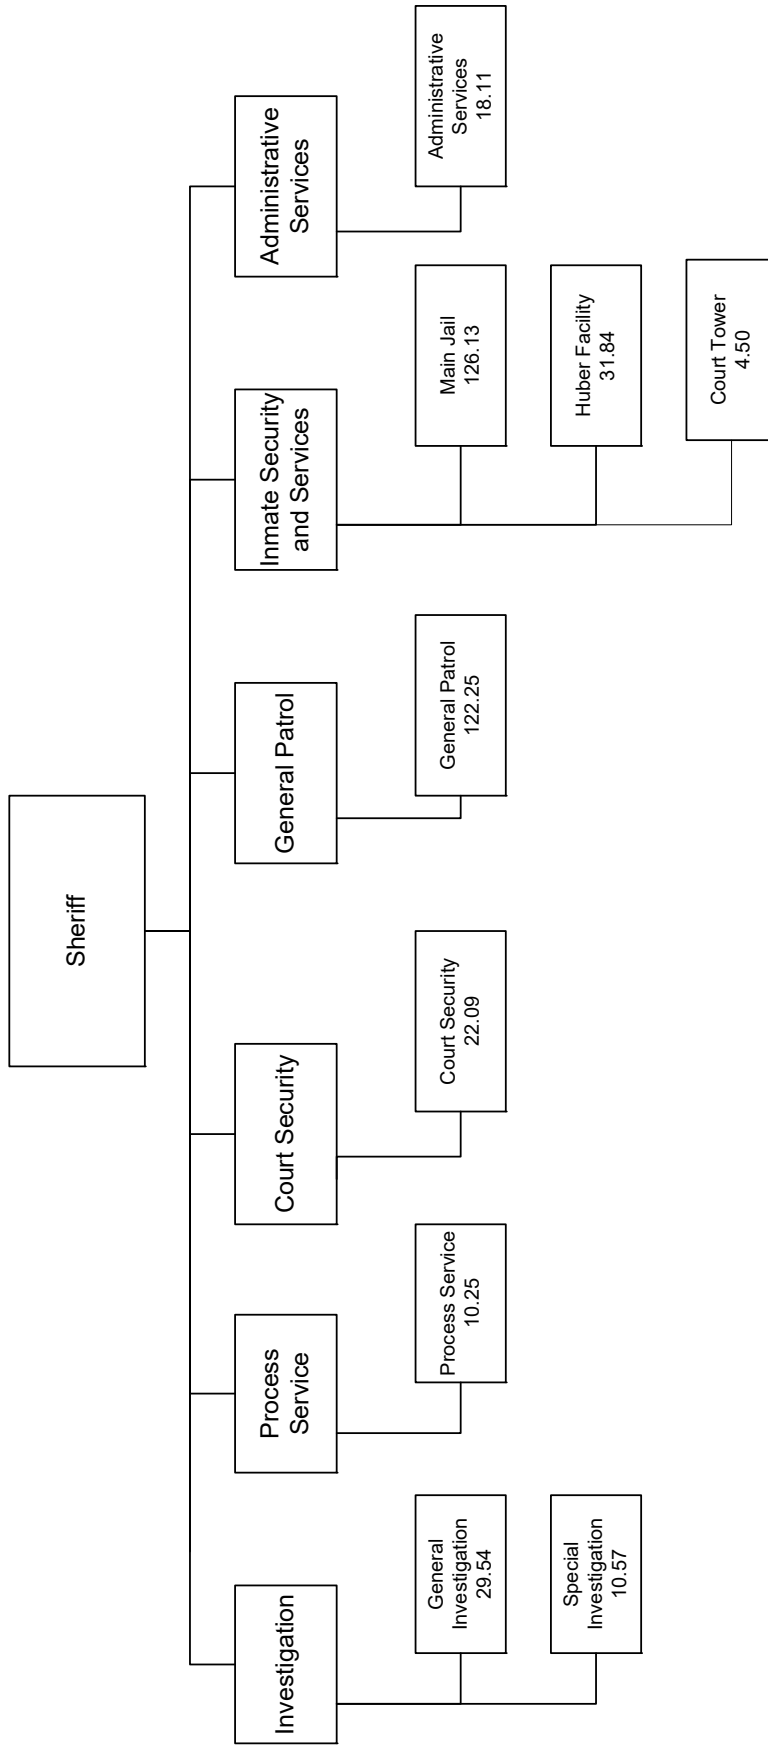 Sheriff
Investigation
Process
Service
Court Security
General Patrol
Inmate Security
and Services
Administrative
Services
General
Investigation
29.54
Process Service
10.25
Court Security
22.09
General Patrol
122.25
Main Jail
126.13
Administrative
Services
18.11
Special
Investigation
10.57
Huber Facility
31.84
Court Tower
4.50